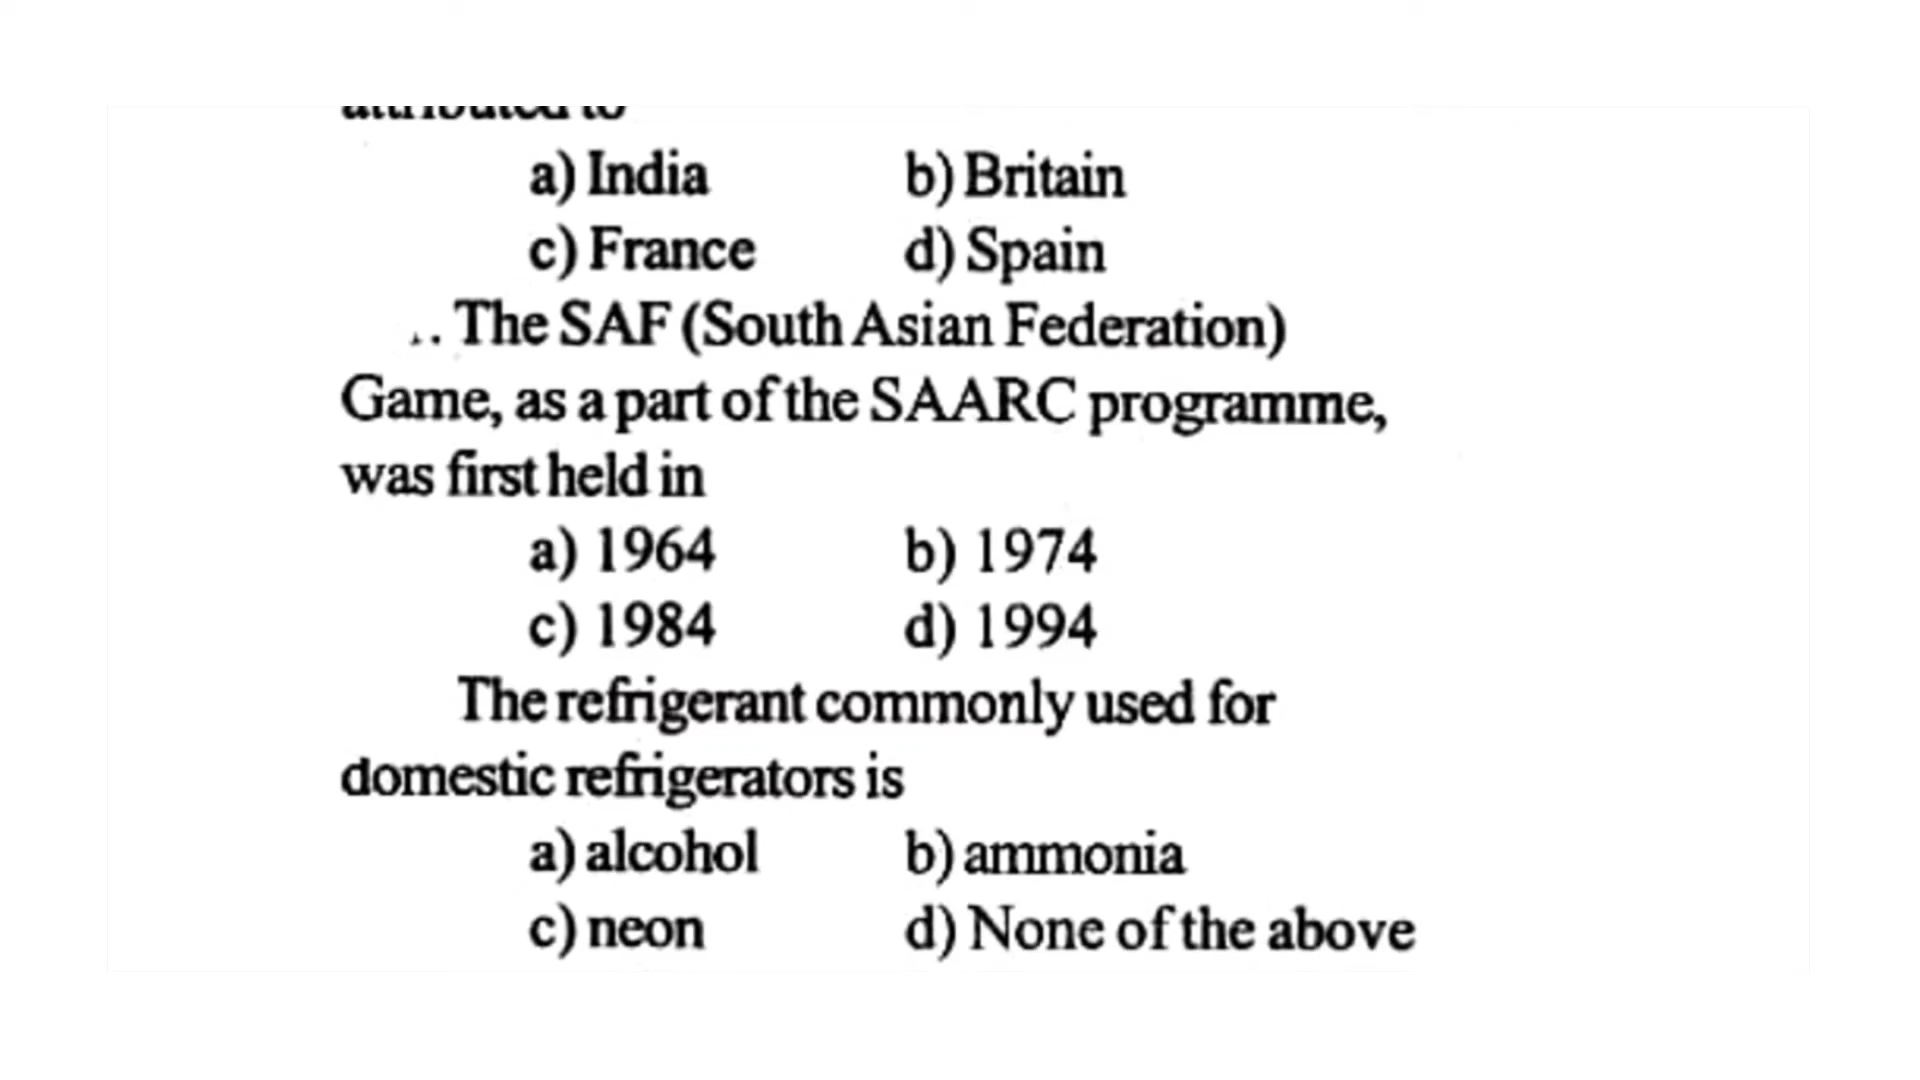 attributed to
a) India b) Britain
c) France d) Spain
.. The SAF (South Asian Federation)
Game, as a part of the SAARC programme,
was first held in
a) 1964 b) 1974
c) 1984 d) 1994
The refrigerant commonly used for
domestic refrigerators is
a) alcohol b) ammonia
c) neon d) None of the above